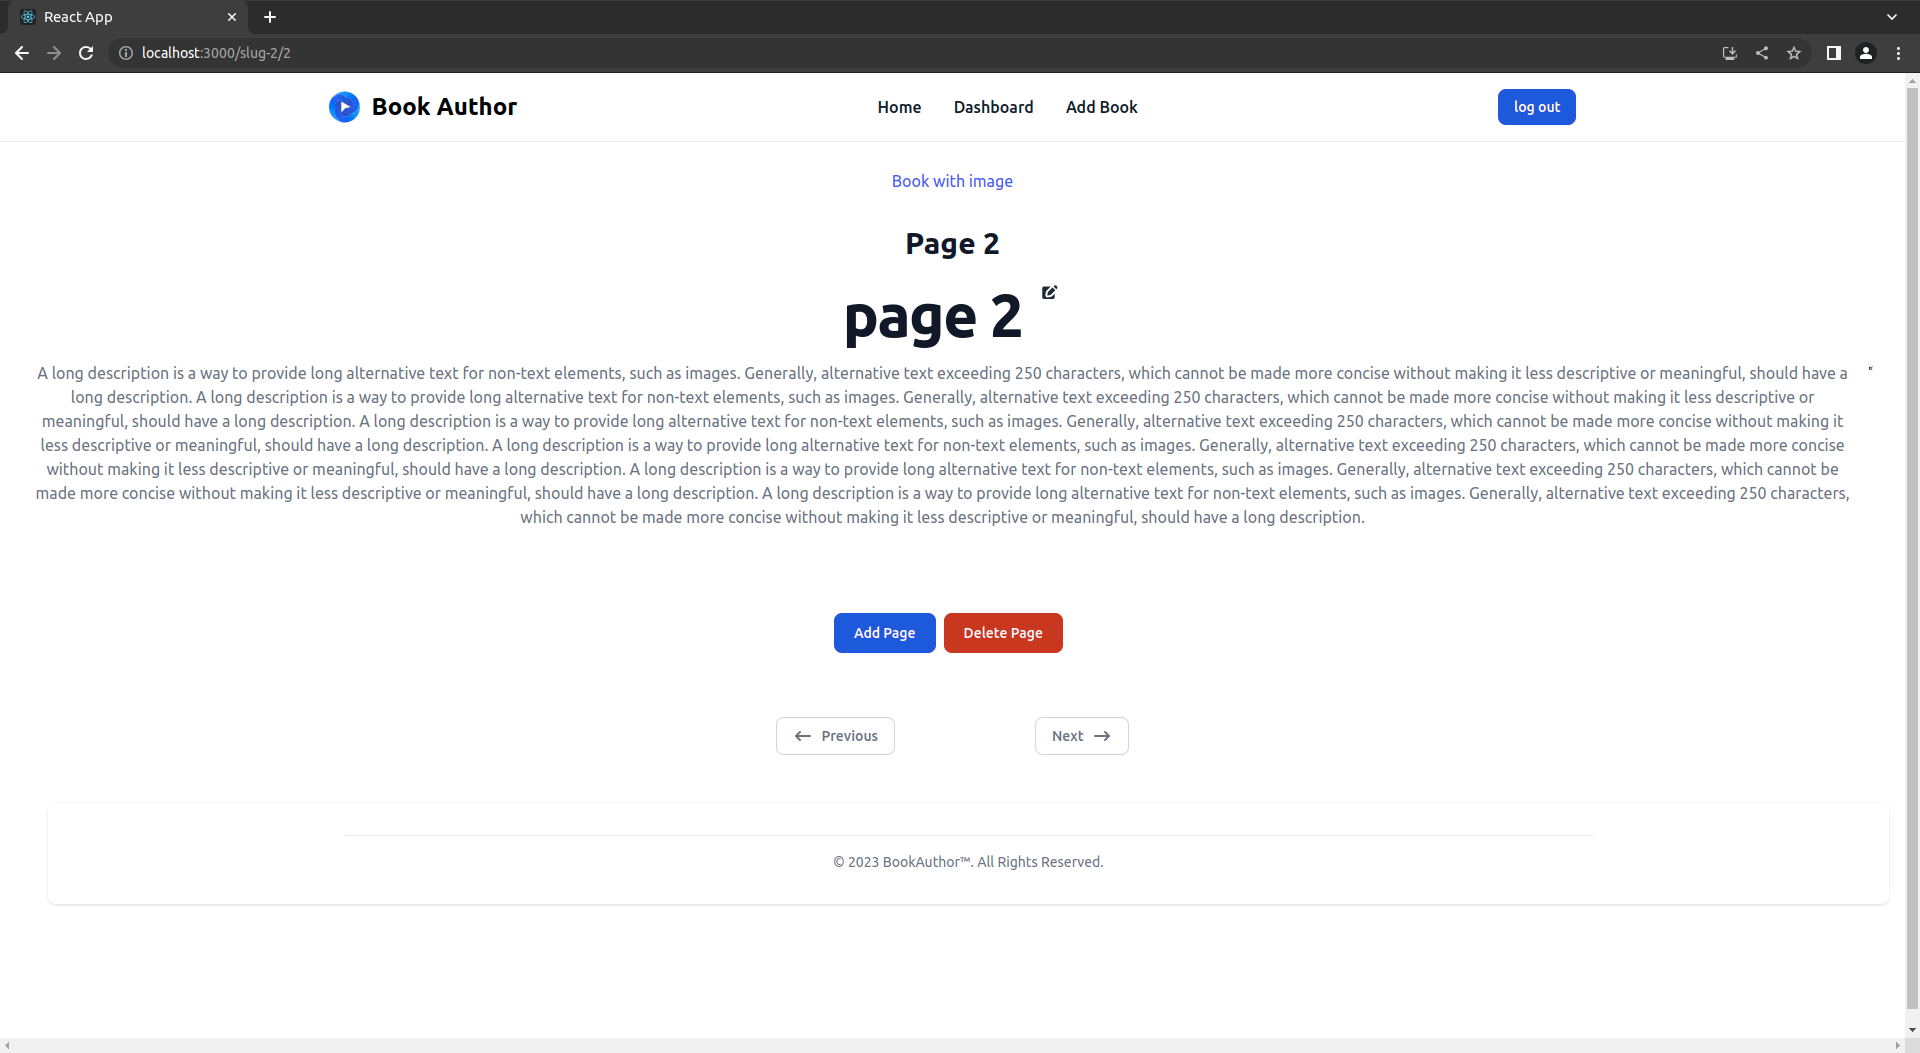 React App
localhost:3000/slug-2/2
Book Author
Home
Dashboard
Add Book
log out
Book with image
Page 2
page 2
A long description is a way to provide long alternative text for non-text elements, such as images. Generally, alternative text exceeding 250 characters, which cannot be made more concise without making it less descriptive or meaningful, should have a
long description. A long description is a way to provide long alternative text for non-text elements, such as images. Generally, alternative text exceeding 250 characters, which cannot be made more concise without making it less descriptive or
meaningful, should have a long description. A long description is a way to provide long alternative text for non-text elements, such as images. Generally, alternative text exceeding 250 characters, which cannot be made more concise without making it
less descriptive or meaningful, should have a long description. A long description is a way to provide long alternative text for non-text elements, such as images. Generally, alternative text exceeding 250 characters, which cannot be made more concise
without making it less descriptive or meaningful, should have a long description. A long description is a way to provide long alternative text for non-text elements, such as images. Generally, alternative text exceeding 250 characters, which cannot be
made more concise without making it less descriptive or meaningful, should have a long description. A long description is a way to provide long alternative text for non-text elements, such as images. Generally, alternative text exceeding 250 characters,
which cannot be made more concise without making it less descriptive or meaningful, should have a long description.
Add Page
Delete Page
Previous
Next
© 2023 BookAuthor™. All Rights Reserved.